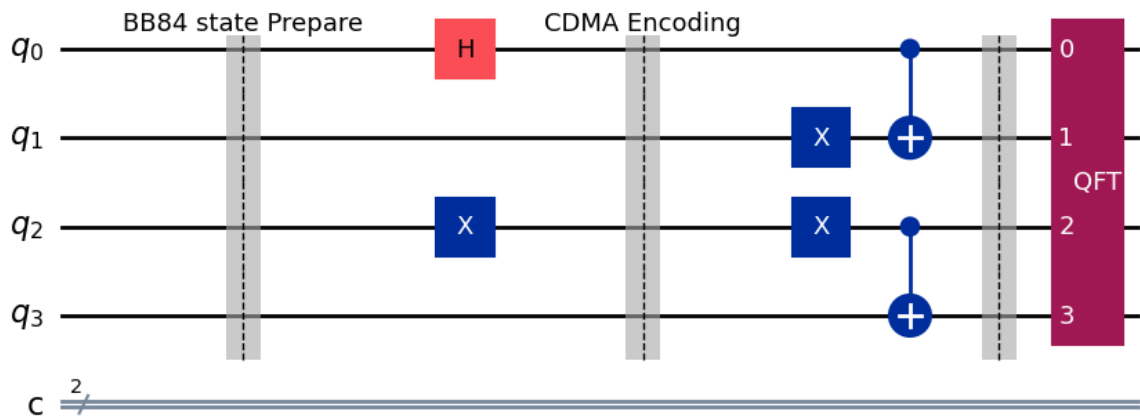 BB84 state Prepare CDMA Encoding
q0 H 0
q1 X 1
QFT
q2 X X 2
q3 3
2
c